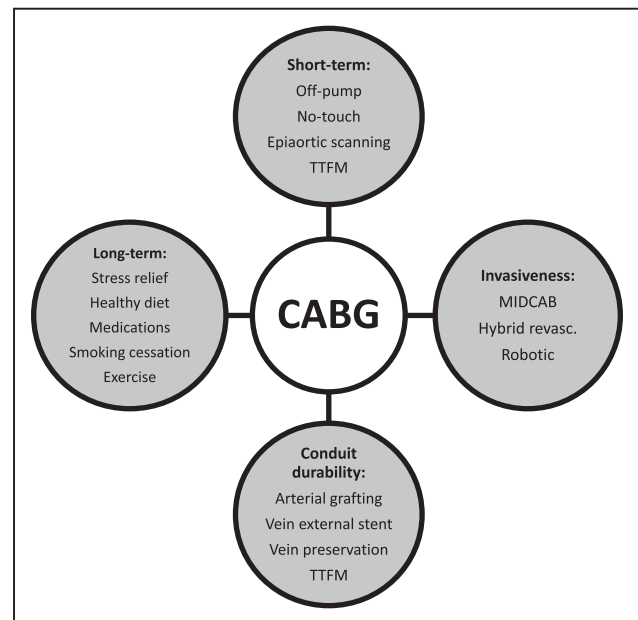 Short-term:
Off-pump
No-touch
Epiaortic scanning
TTFM
Long-term:
Stress relief
Healthy diet
Medications
Smoking cessation
Exercise
CABG
Invasiveness:
MIDCAB
Hybrid revasc.
Robotic
Conduit
durability:
Arterial grafting
Vein external stent
Vein preservation
TTFM